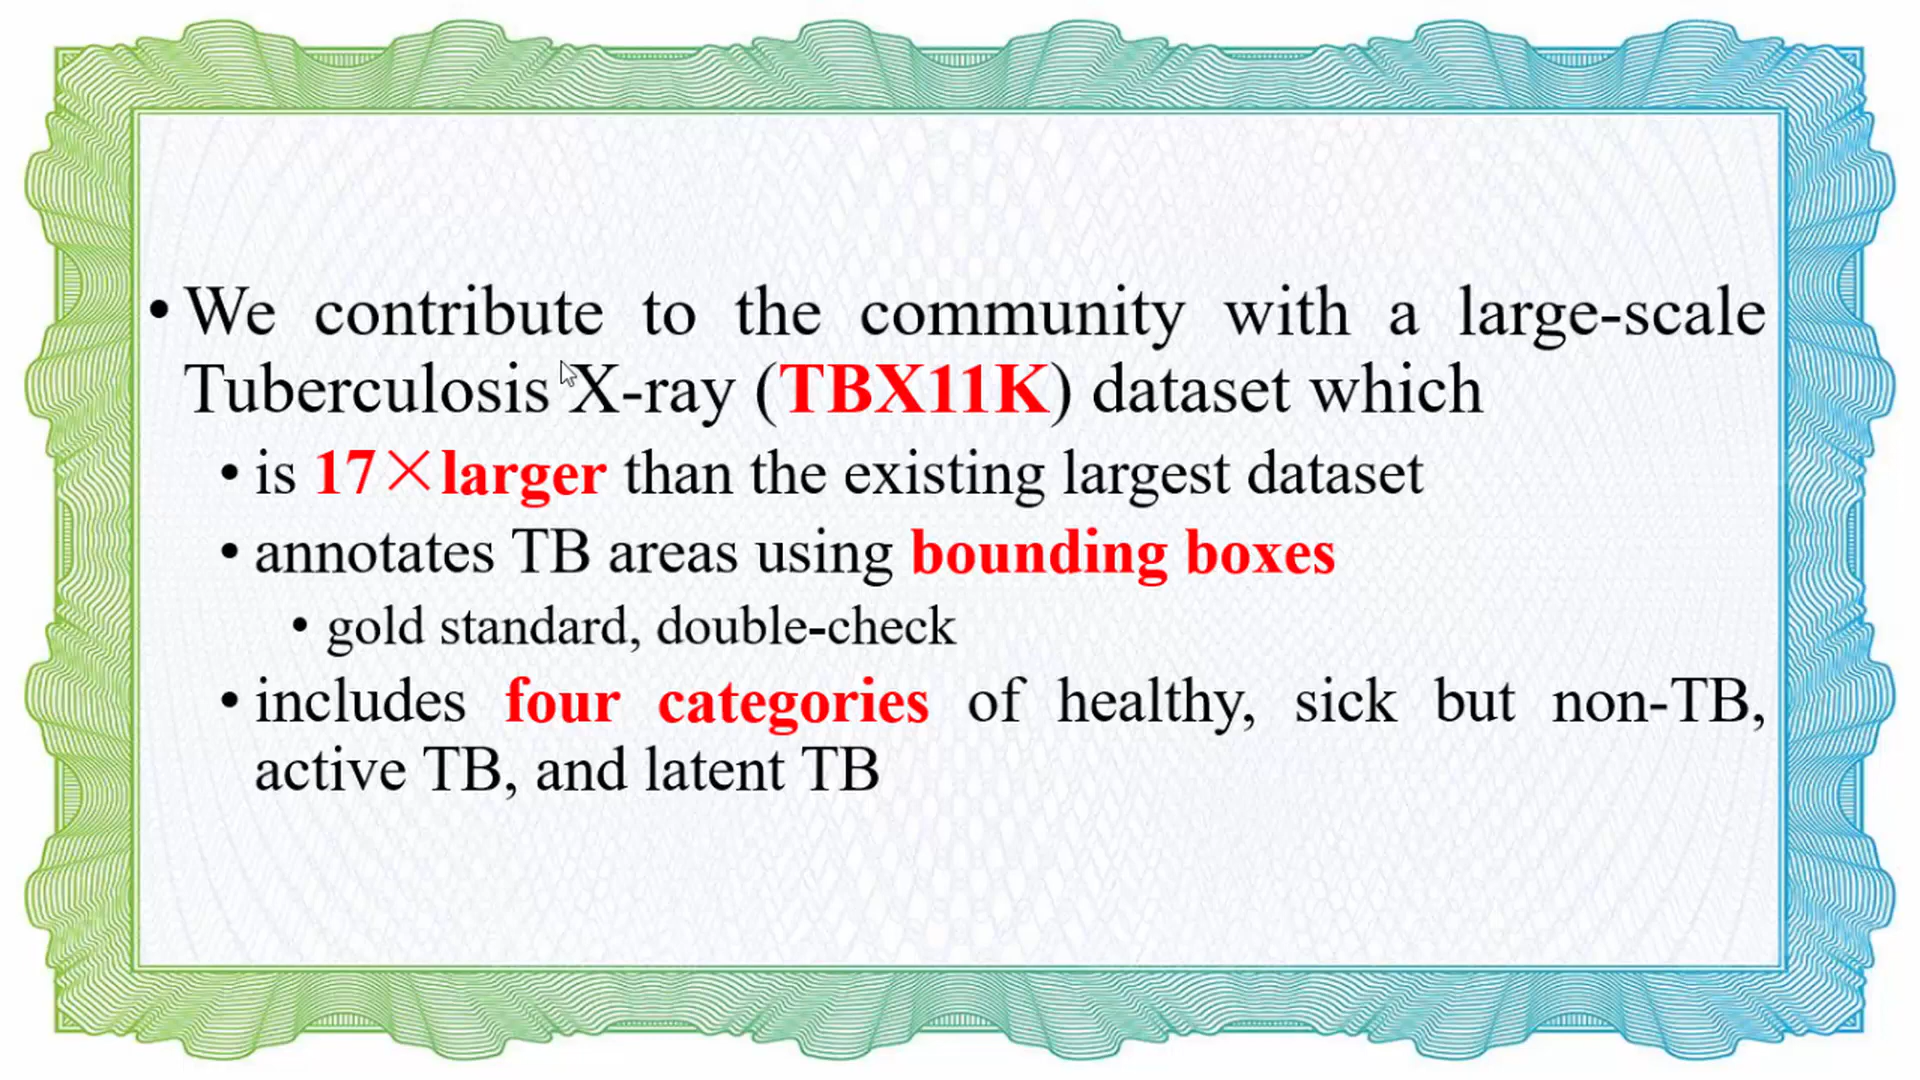 • We contribute to the community with a large-scale
Tuberculosis X-ray (TBX11K) dataset which
• is 17×larger than the existing largest dataset
• annotates TB areas using bounding boxes
• gold standard, double-check
• includes four categories of healthy, sick but non-TB,
active TB, and latent TB